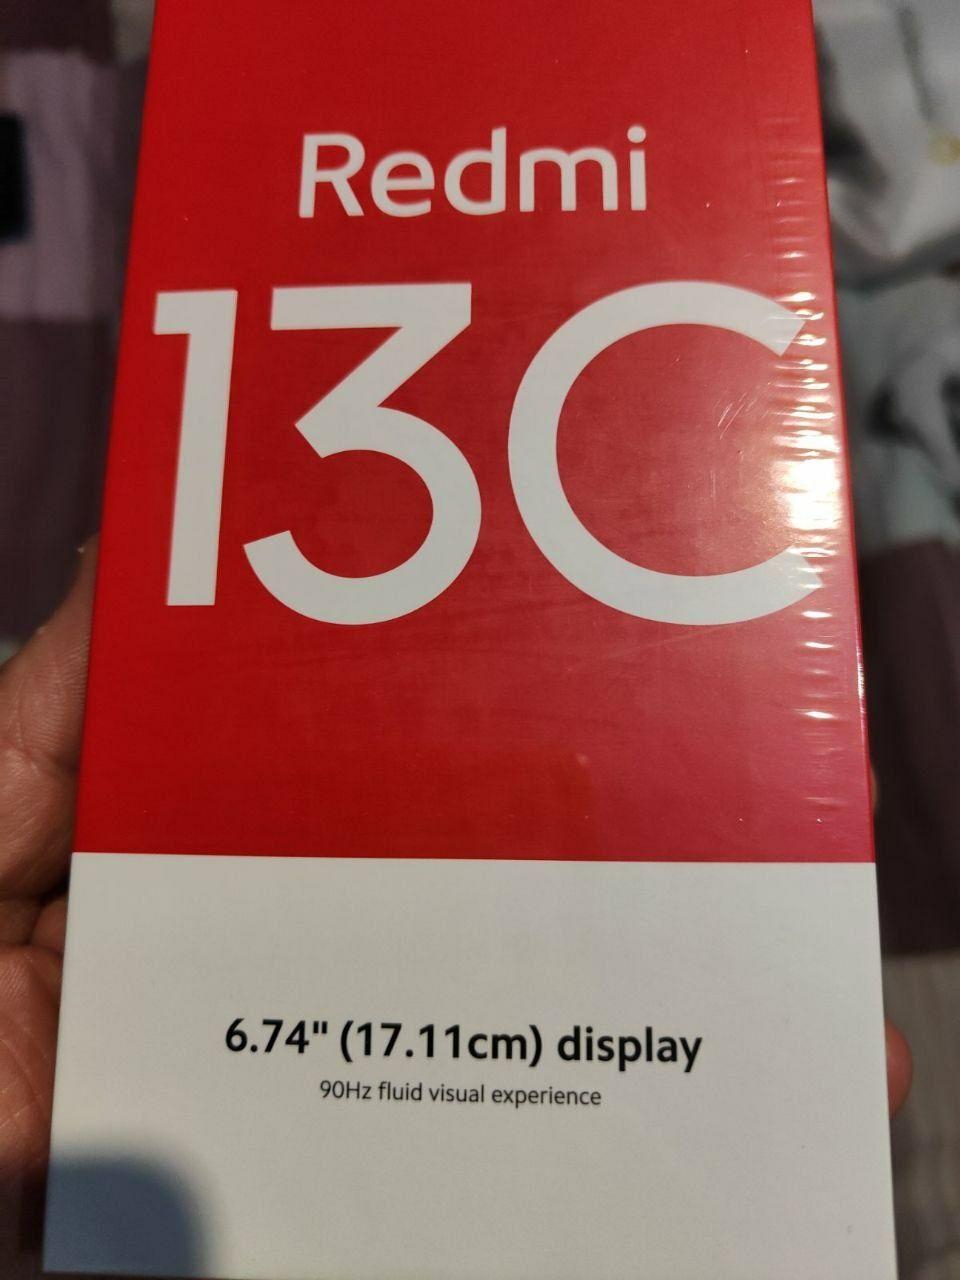 Redmi
13C
6.74" (17.11cm) display
90Hz fluid visual experience